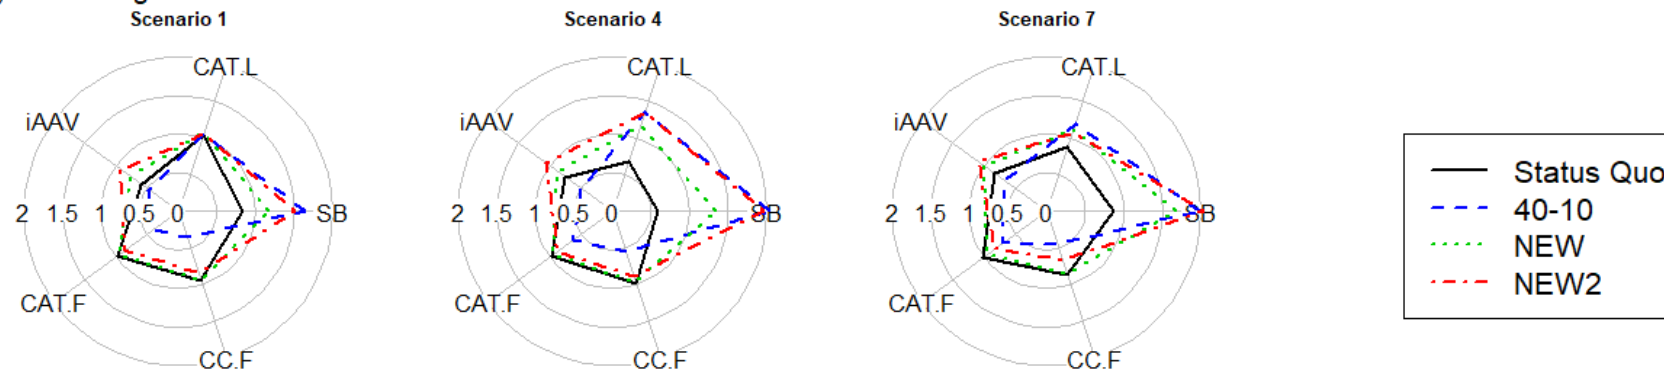 Scenario 1
Scenario 4
Scenario 7
CAT.L
CAT.L
CAT.L
iAAV
iAAV
iAAV
2 1.5 1 0.5 0 SB
2 1.5 1 0.5 0 SB
2 1.5 1 0.5 0 SB
CAT.F
CAT.F
CAT.F
CC.F
CC.F
CC.F
Status Quo
40-10
NEW
NEW2